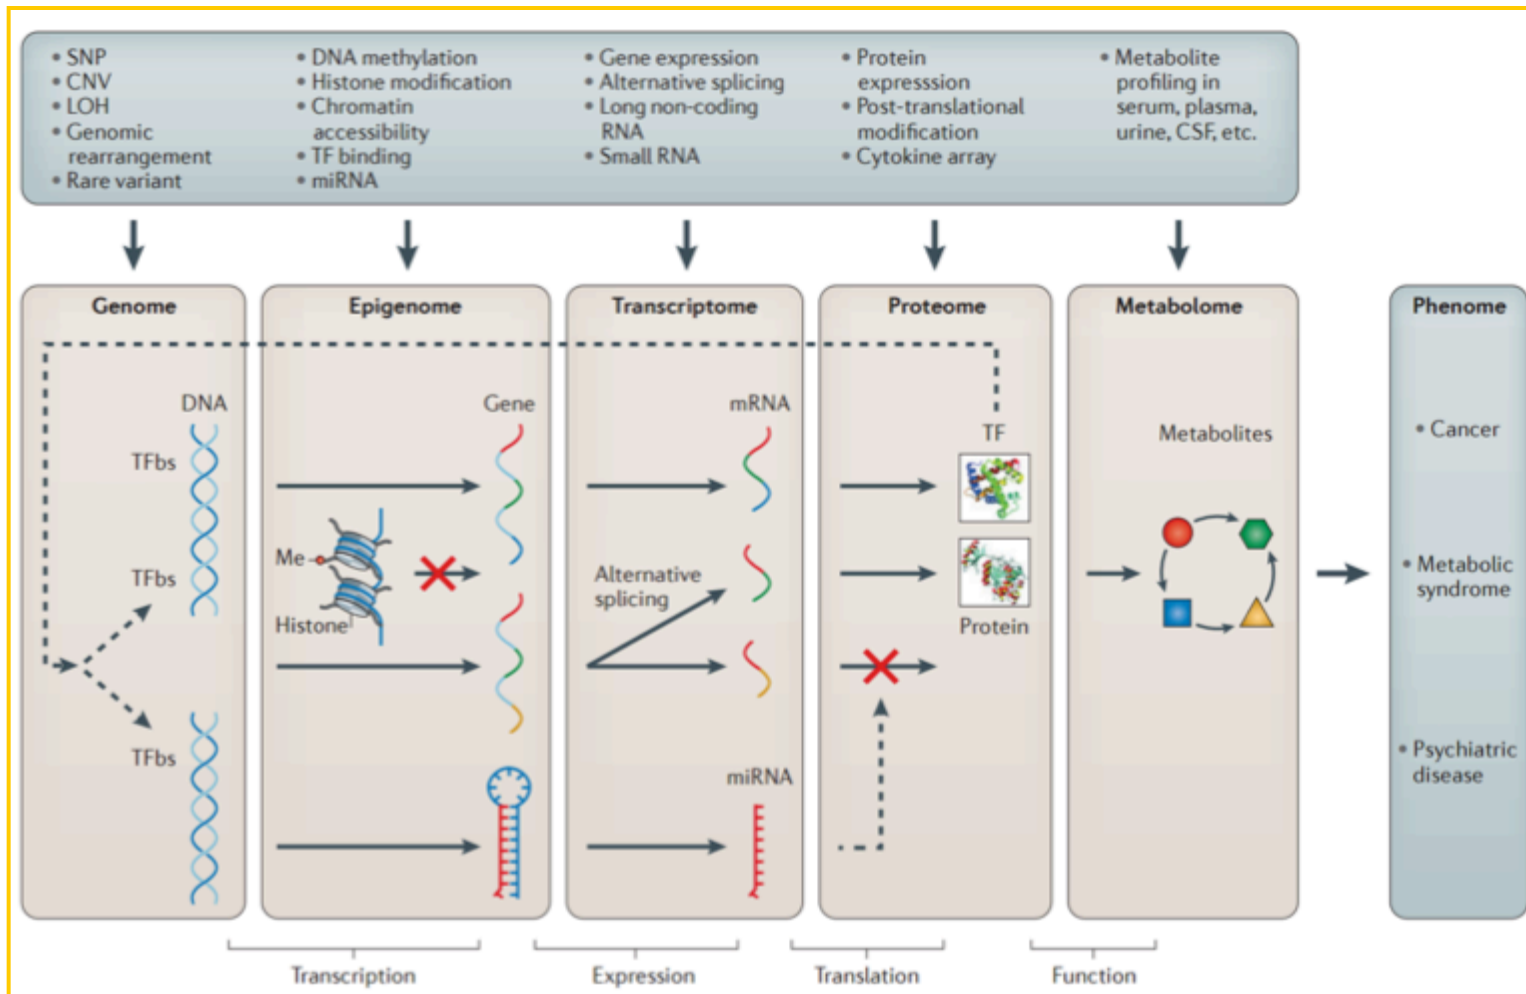 • SNP
• CNV
• LOH
• Genomic
rearrangement
• Rare variant
• DNA methylation
• Histone modification
• Chromatin
accessibility
• TF binding
• miRNA
• Gene expression
• Alternative splicing
• Long non-coding
RNA
• Small RNA
• Protein
expresssion
• Post-translational
modification
• Cytokine array
• Metabolite
profiling in
serum, plasma,
urine, CSF, etc.
Genome
DNA
TFbs
TFbs
TFbs
Epigenome
Gene
Me
Histone
Transcriptome
mRNA
Alternative
splicing
miRNA
Proteome
TF
Protein
Metabolome
Metabolites
Phenome
• Cancer
• Metabolic
syndrome
• Psychiatric
disease
Transcription
Expression
Translation
Function